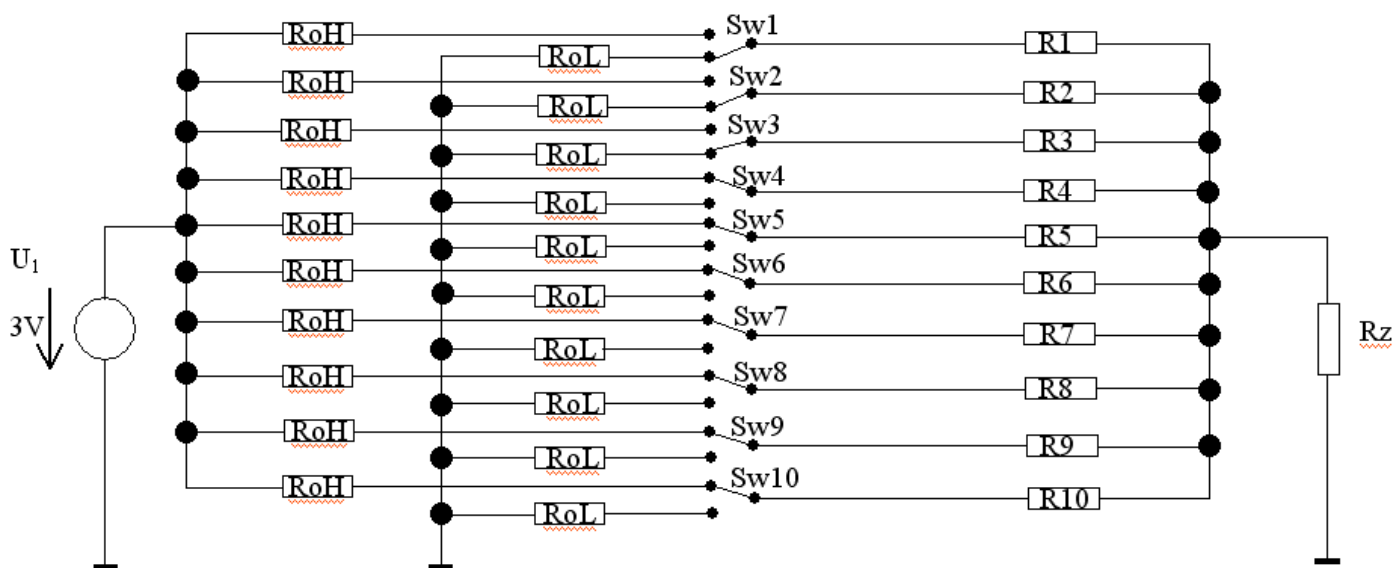 RoH
Sw1
RoL
R1
RoH
Sw2
RoL
R2
RoH
Sw3
RoL
R3
RoH
Sw4
RoL
R4
RoH
Sw5
RoL
R5
U1
RoH
Sw6
RoL
R6
3V
RoH
Sw7
RoL
R7
Rz
RoH
Sw8
RoL
R8
RoH
Sw9
RoL
R9
RoH
Sw10
RoL
R10